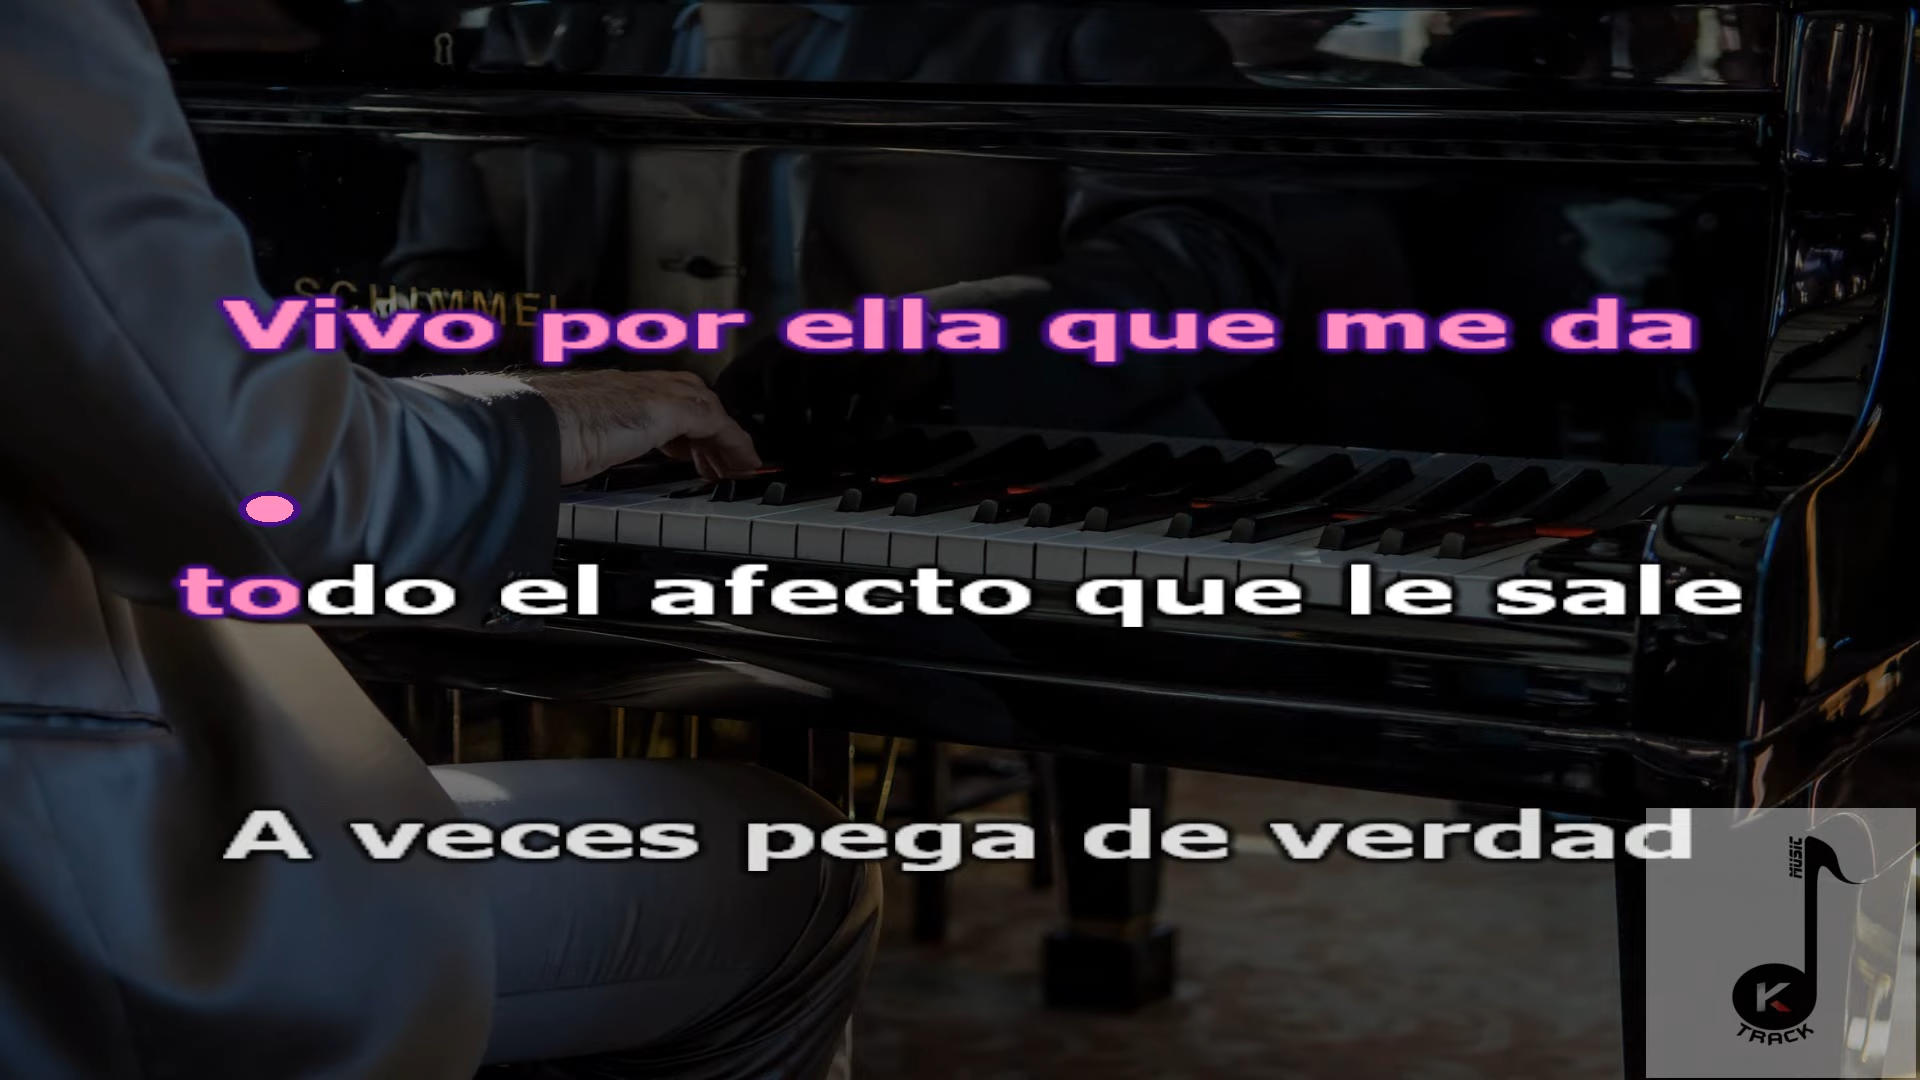 SCHIMMEL
Vivo por ella que me da
todo el afecto que le sale
A veces pega de verdad
MUSIC
K
TRACK